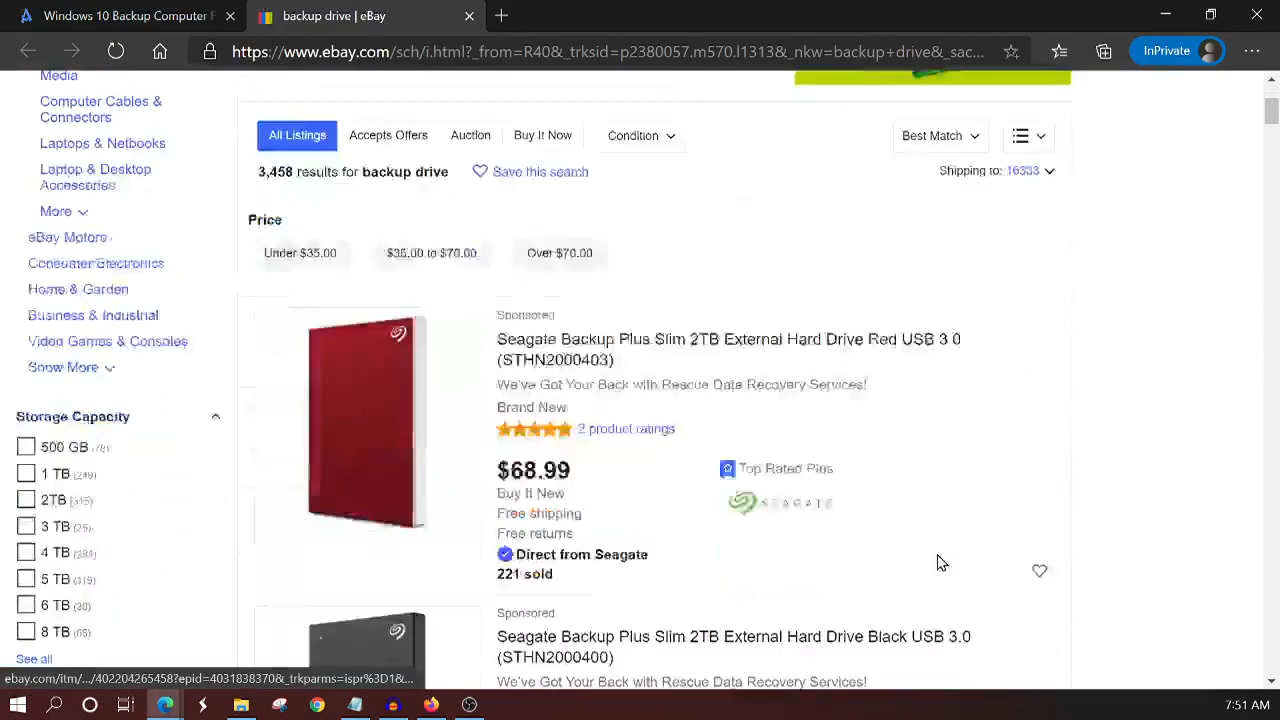 Windows 10 Backup Computer F
backup drive | eBay
https://www.ebay.com/sch/i.html?_from=R40&_trksid=p2380057.m570.l1313&_nkw=backup+drive&_sac...
InPrivate
Media
Computer Cables &
Connectors
Laptops & Netbooks
Laptop & Desktop
Accessories
More
eBay Motors
Consumer Electronics
Home & Garden
Business & Industrial
Video Games & Consoles
Show More
Storage Capacity
500 GB
1 TB
2TB
3 TB
4 TB
5 TB
6 TB
8 TB
See all
All Listings
Accepts Offers
Auction
Buy It Now
Condition
Best Match
3,458 results for backup drive
Save this search
Shipping to: 16333
Price
Under $35.00
$35.00 to $70.00
Over $70.00
Sponsored
Seagate Backup Plus Slim 2TB External Hard Drive Red USB 3 0
(STHN2000403)
We've Got Your Back with Rescue Data Recovery Services!
Brand New
2 product ratings
$68.99
Top Rated Plus
Buy It Now
SEAGATE
Free shipping
Free returns
Direct from Seagate
221 sold
Sponsored
Seagate Backup Plus Slim 2TB External Hard Drive Black USB 3.0
(STHN2000400)
We've Got Your Back with Rescue Data Recovery Services!
ebay.com/itm/.../402204265458?epid=4031838370&_trkparms=ispr%3D1&...
7:51 AM